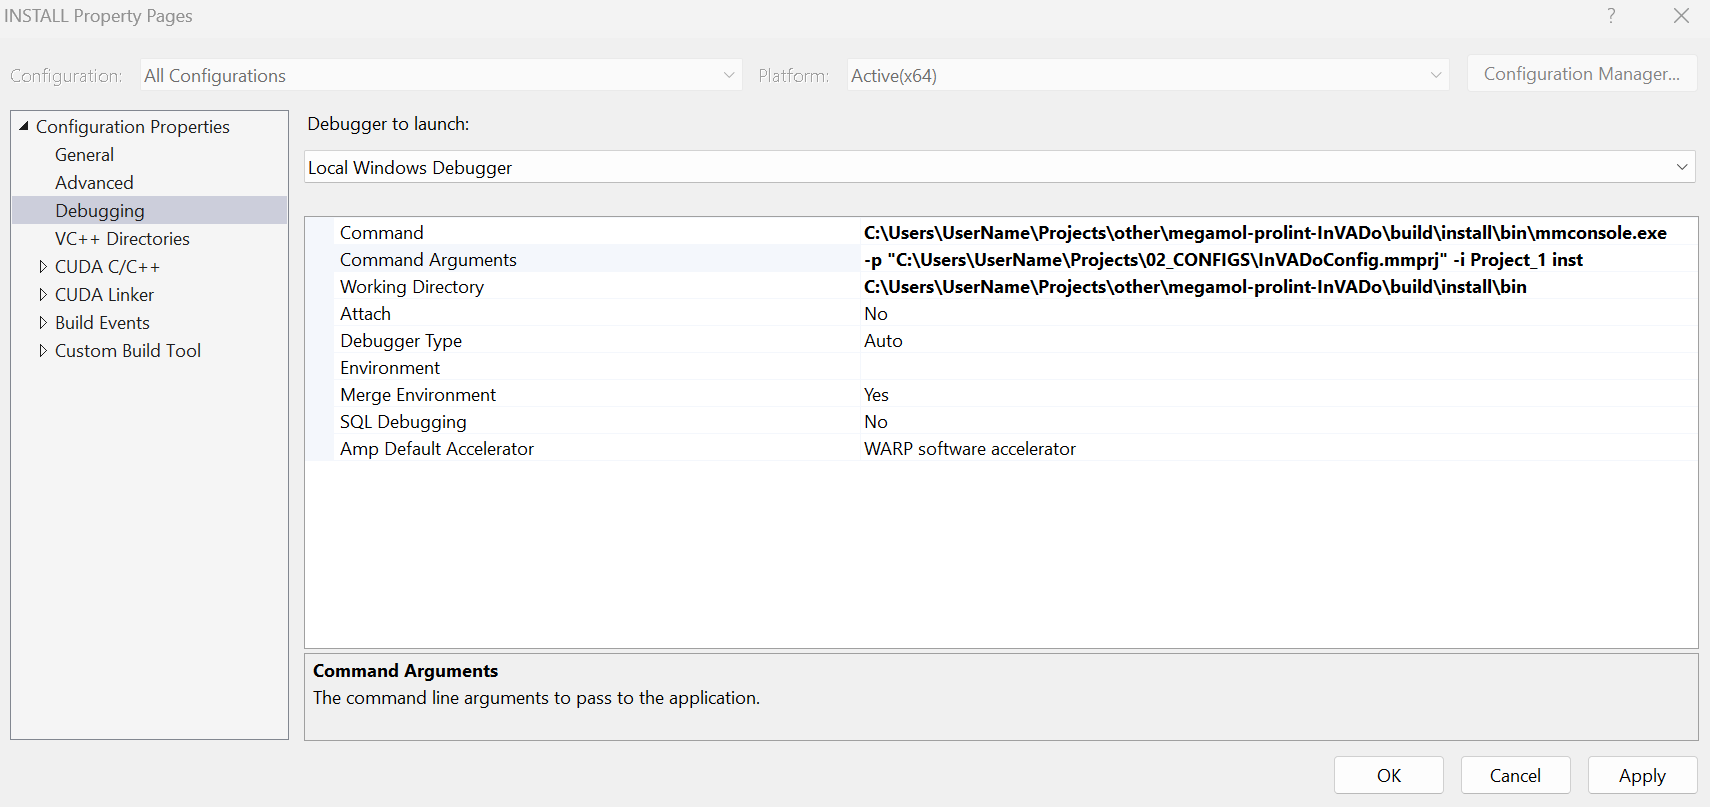 INSTALL Property Pages
?
Configuration: All Configurations Platform: Active(x64) Configuration Manager...
Configuration Properties
General
Advanced
Debugging
VC++ Directories
CUDA C/C++
CUDA Linker
Build Events
Custom Build Tool
Debugger to launch:
Local Windows Debugger
Command C:\Users\UserName\Projects\other\megamol-prolint-InVADo\build\install\bin\mmconsole.exe
Command Arguments -p "C:\Users\UserName\Projects\02_CONFIGS\InVADoConfig.mmprj" -i Project_1 inst
Working Directory C:\Users\UserName\Projects\other\megamol-prolint-InVADo\build\install\bin
Attach No
Debugger Type Auto
Environment
Merge Environment Yes
SQL Debugging No
Amp Default Accelerator WARP software accelerator
Command Arguments
The command line arguments to pass to the application.
OK Cancel Apply